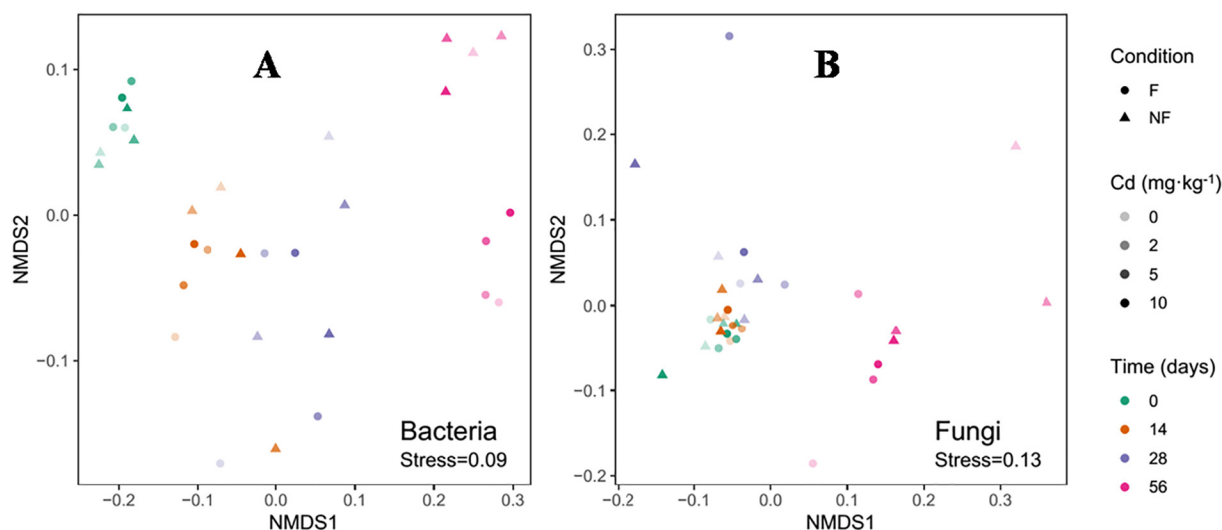 A
0.1
0.0
−0.1
NMDS2
Bacteria
Stress=0.09
−0.2
−0.1
0.0
0.1
0.2
0.3
NMDS1
B
0.3
0.2
0.1
0.0
−0.1
−0.2
NMDS2
Fungi
Stress=0.13
−0.2
−0.1
0.0
0.1
0.2
0.3
NMDS1
Condition
F
NF
Cd (mg·kg⁻¹)
0
2
5
10
Time (days)
0
14
28
56